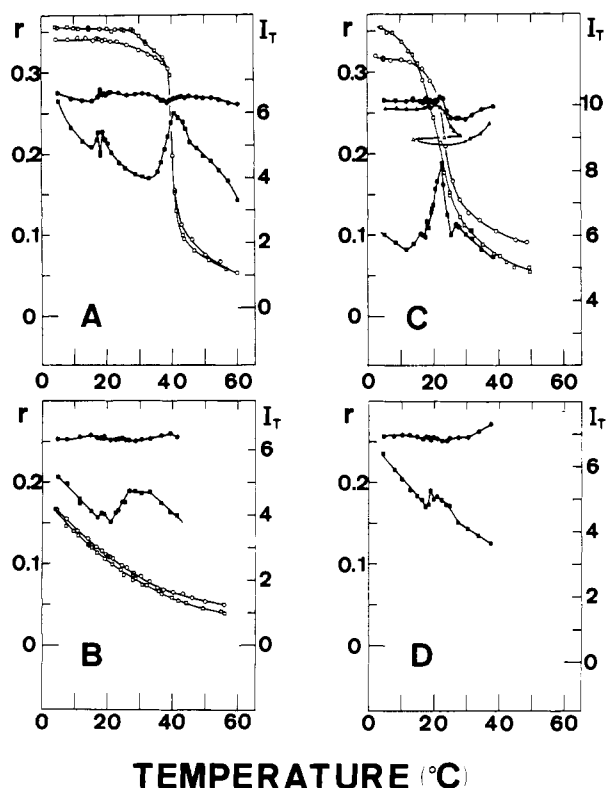 r I_T r I_T
0.3 0.3
6 10
0.2 0.2
4 8
0.1 2 0.1 6
0 A 0 0 C 4
0 20 40 60 0 20 40 60
r I_T r I_T
6 6
0.2 0.2
4 4
0.1 2 0.1 2
0 B 0 0 D 0
0 20 40 60 0 20 40 60
TEMPERATURE (°C)